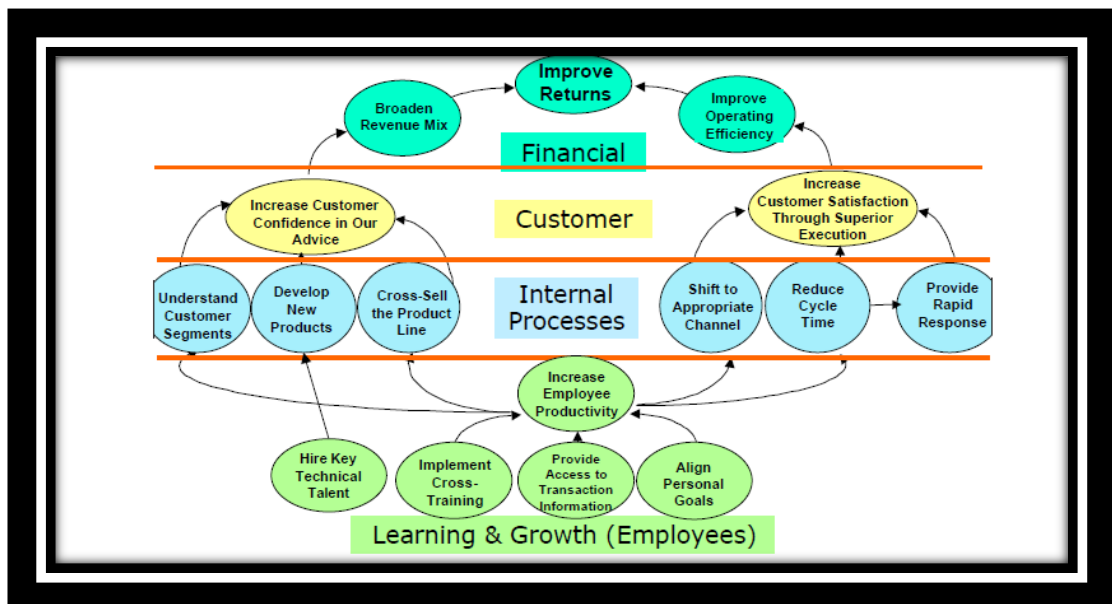 Improve
Returns
Broaden
Revenue Mix
Improve
Operating
Efficiency
Financial
Increase Customer
Confidence in Our
Advice
Customer
Increase
Customer Satisfaction
Through Superior
Execution
Understand
Customer
Segments
Develop
New
Products
Cross-Sell
the Product
Line
Internal
Processes
Shift to
Appropriate
Channel
Reduce
Cycle
Time
Provide
Rapid
Response
Increase
Employee
Productivity
Hire Key
Technical
Talent
Implement
Cross-
Training
Provide
Access to
Transaction
Information
Align
Personal
Goals
Learning & Growth (Employees)